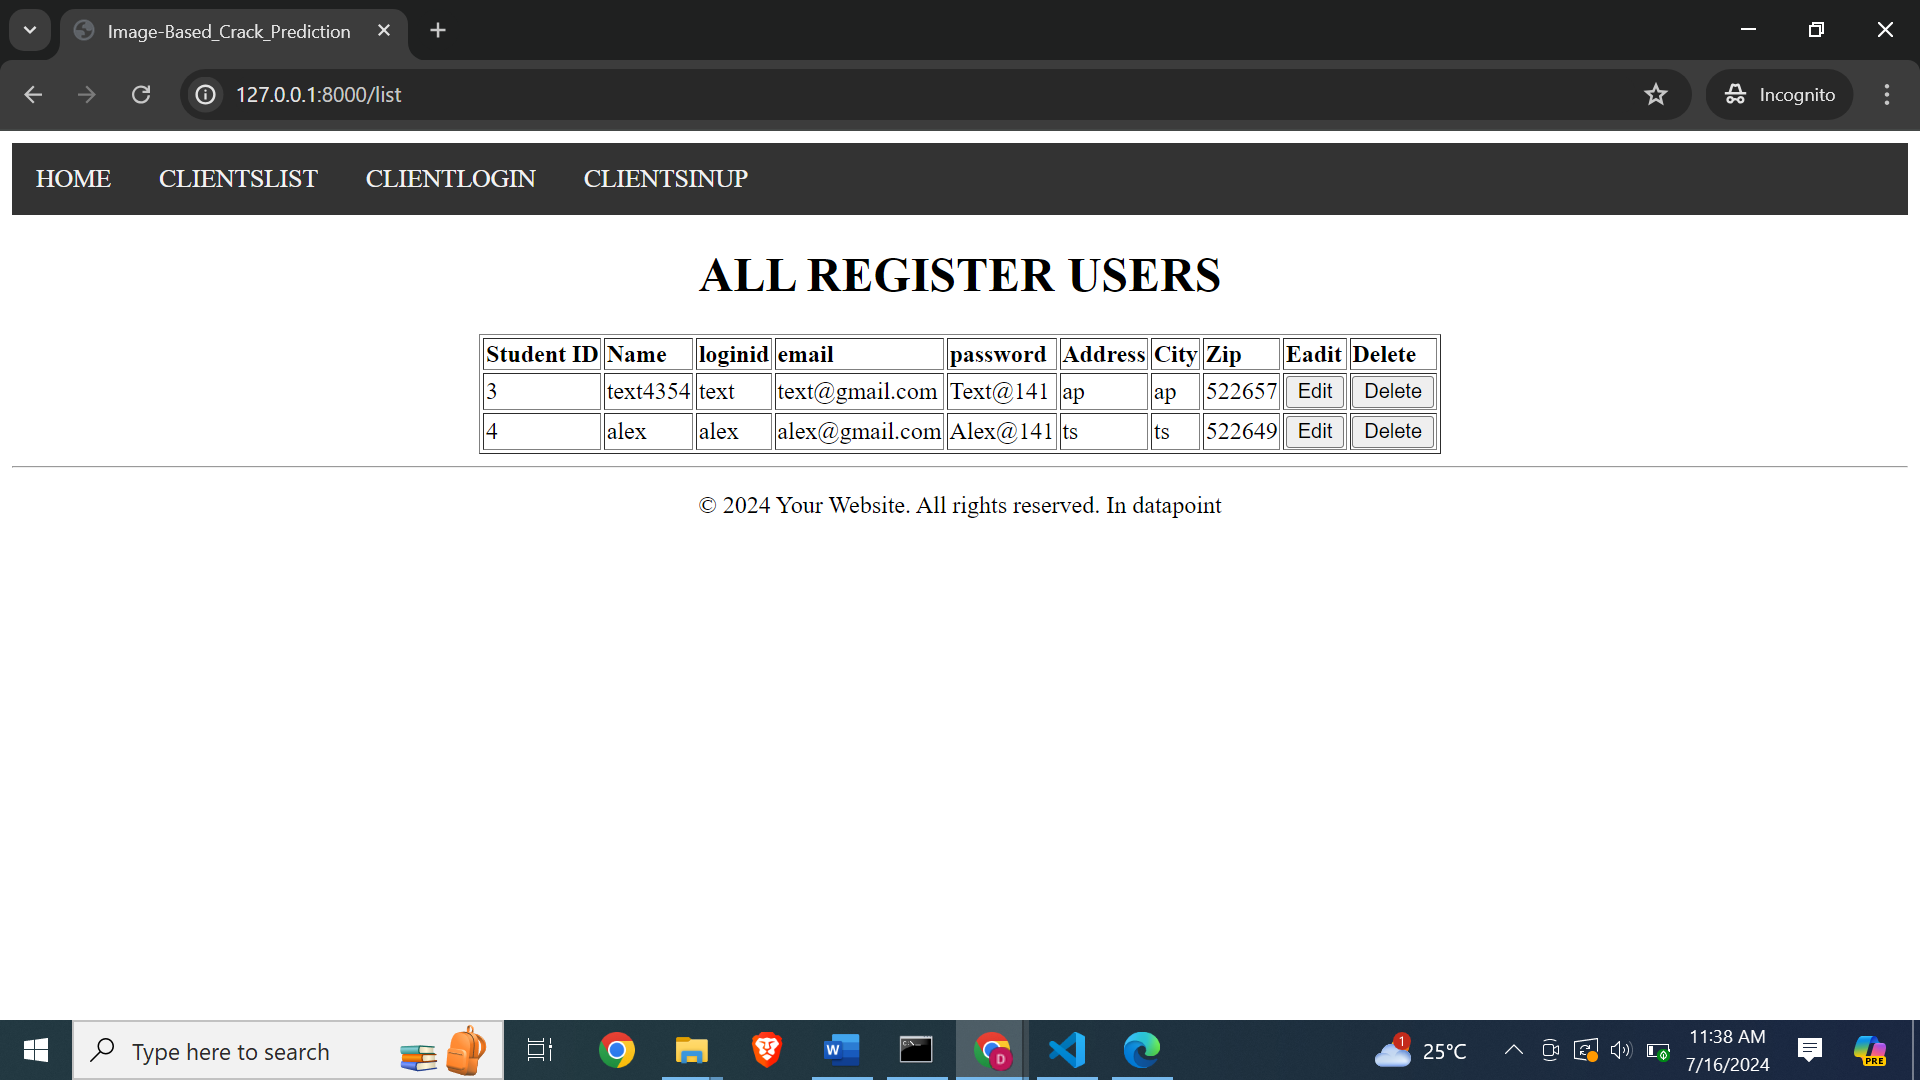 Image-Based_Crack_Prediction
127.0.0.1:8000/list
Incognito
HOME CLIENTSLIST CLIENTLOGIN CLIENTSINUP
ALL REGISTER USERS
Student ID Name loginid email password Address City Zip Eadit Delete
3 text4354 text text@gmail.com Text@141 ap ap 522657 Edit Delete
4 alex alex alex@gmail.com Alex@141 ts ts 522649 Edit Delete
© 2024 Your Website. All rights reserved. In datapoint
Type here to search
W
C:\
D
1
25°C
11:38 AM
7/16/2024
PRE